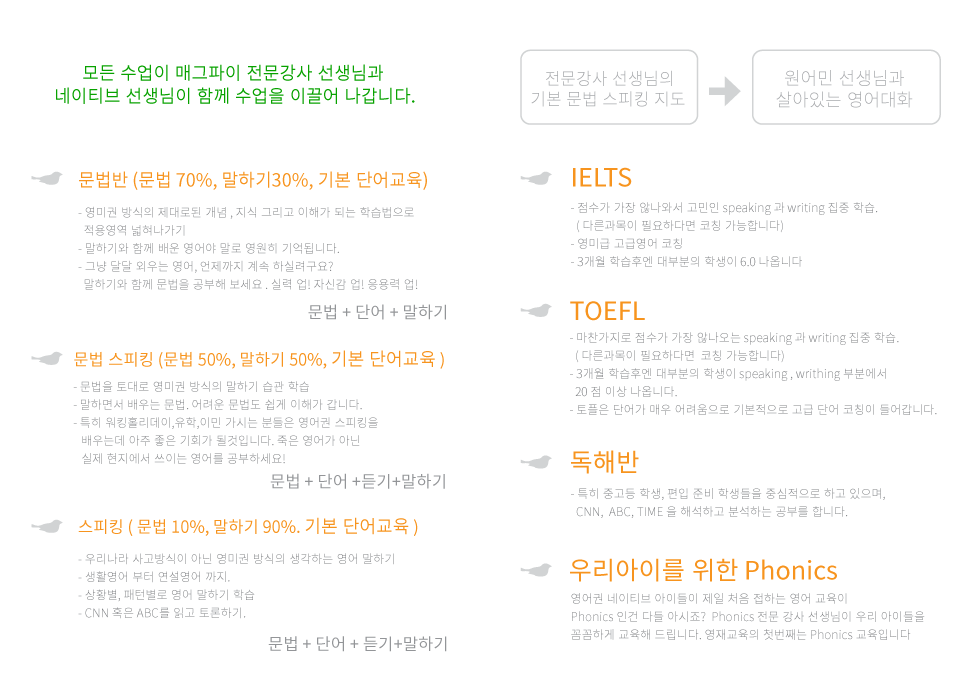 모든 수업이 매그파이 전문강사 선생님과
네이티브 선생님이 함께 수업을 이끌어 나갑니다.
문법반 (문법 70%, 말하기30%, 기본 단어교육)
- 영미권 방식의 제대로된 개념 , 지식 그리고 이해가 되는 학습법으로
적용영역 넓혀나가기
- 말하기와 함께 배운 영어야 말로 영원히 기억됩니다.
- 그냥 달달 외우는 영어, 언제까지 계속 하실려구요?
말하기와 함께 문법을 공부해 보세요 . 실력 업! 자신감 업! 응용력 업!
문법 + 단어 + 말하기
문법 스피킹 (문법 50%, 말하기 50%, 기본 단어교육 )
- 문법을 토대로 영미권 방식의 말하기 습관 학습
- 말하면서 배우는 문법. 어려운 문법도 쉽게 이해가 갑니다.
- 특히 워킹홀리데이,유학,이민 가시는 분들은 영어권 스피킹을
배우는데 아주 좋은 기회가 될것입니다. 죽은 영어가 아닌
실제 현지에서 쓰이는 영어를 공부하세요!
문법 + 단어 +듣기+말하기
스피킹 ( 문법 10%, 말하기 90%. 기본 단어교육 )
- 우리나라 사고방식이 아닌 영미권 방식의 생각하는 영어 말하기
- 생활영어 부터 연설영어 까지.
- 상황별, 패턴별로 영어 말하기 학습
- CNN 혹은 ABC를 읽고 토론하기.
문법 + 단어 + 듣기+말하기
전문강사 선생님의
기본 문법 스피킹 지도
원어민 선생님과
살아있는 영어대화
IELTS
- 점수가 가장 않나와서 고민인 speaking 과 writing 집중 학습.
( 다른과목이 필요하다면 코칭 가능합니다)
- 영미급 고급영어 코칭
- 3개월 학습후엔 대부분의 학생이 6.0 나옵니다
TOEFL
- 마찬가지로 점수가 가장 않나오는 speaking 과 writing 집중 학습.
( 다른과목이 필요하다면 코칭 가능합니다)
- 3개월 학습후엔 대부분의 학생이 speaking , writhing 부분에서
20 점 이상 나옵니다.
- 토플은 단어가 매우 어려움으로 기본적으로 고급 단어 코칭이 들어갑니다.
독해반
- 특히 중고등 학생, 편입 준비 학생들을 중심적으로 하고 있으며,
CNN, ABC, TIME 을 해석하고 분석하는 공부를 합니다.
우리아이를 위한 Phonics
영어권 네이티브 아이들이 제일 처음 접하는 영어 교육이
Phonics 인건 다들 아시죠? Phonics 전문 강사 선생님이 우리 아이들을
꼼꼼하게 교육해 드립니다. 영재교육의 첫번째는 Phonics 교육입니다